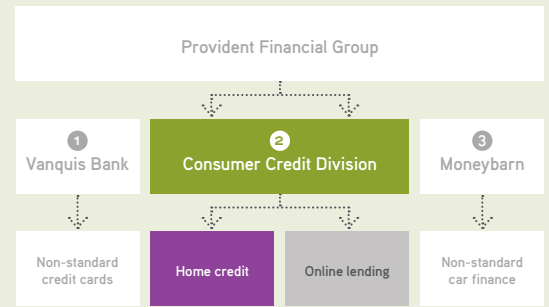 Provident Financial Group
1
Vanquis Bank
2
Consumer Credit Division
3
Moneybarn
Non-standard
credit cards
Home credit
Online lending
Non-standard
car finance